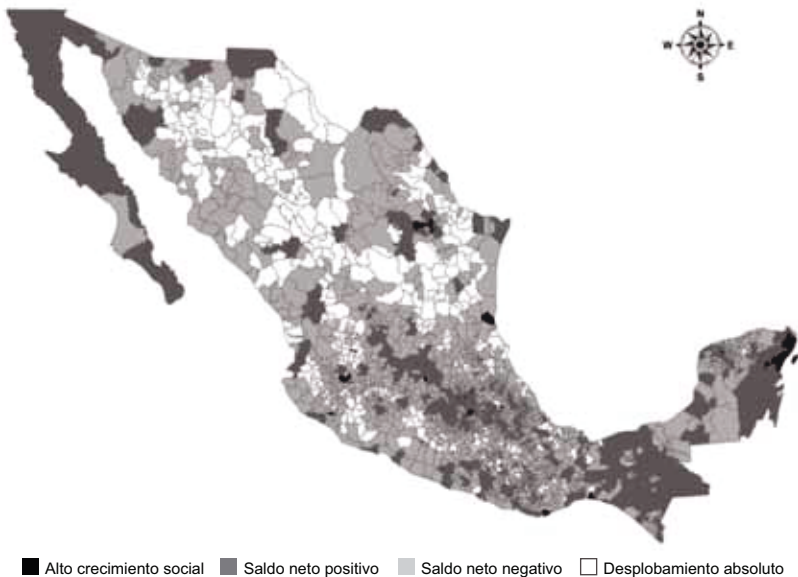 N
W E
S
Alto crecimiento social Saldo neto positivo Saldo neto negativo Desplobamiento absoluto